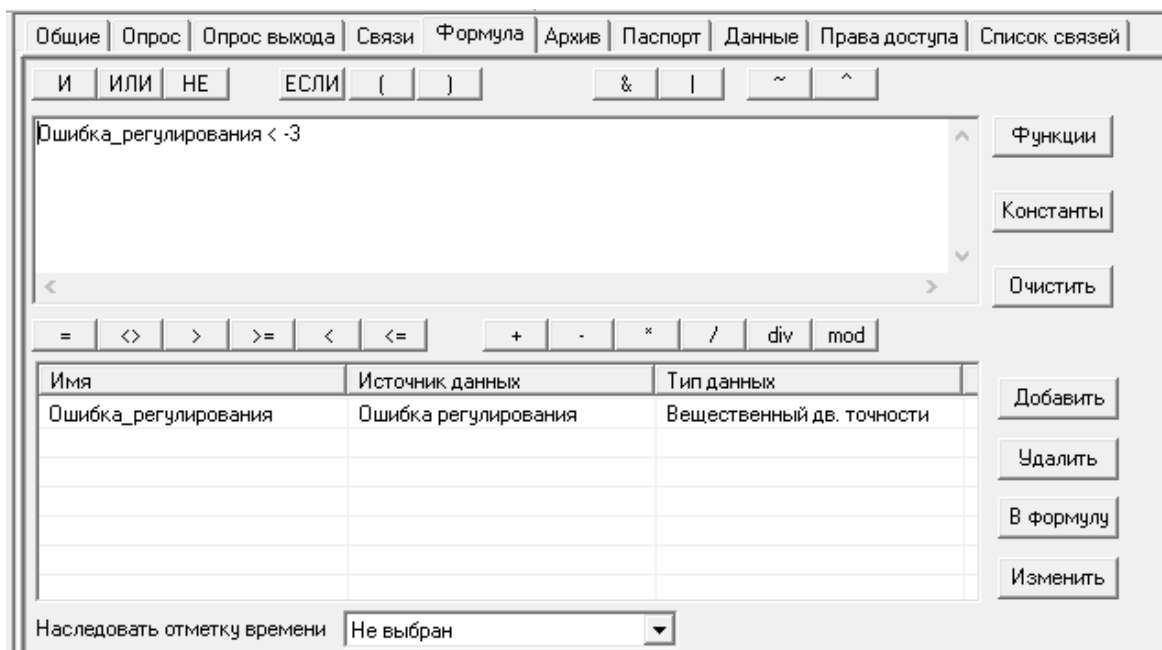 Общие Опрос Опрос выхода Связи Формула Архив Паспорт Данные Права доступа Список связей
И ИЛИ НЕ ЕСЛИ ( ) & | ~ ^
Ошибка_регулирования < -3
Функции
Константы
Очистить
= <> > >= < <= + - * / div mod
Имя Источник данных Тип данных
Ошибка_регулирования Ошибка регулирования Вещественный дв. точности
Добавить
Удалить
В формулу
Изменить
Наследовать отметку времени Не выбран